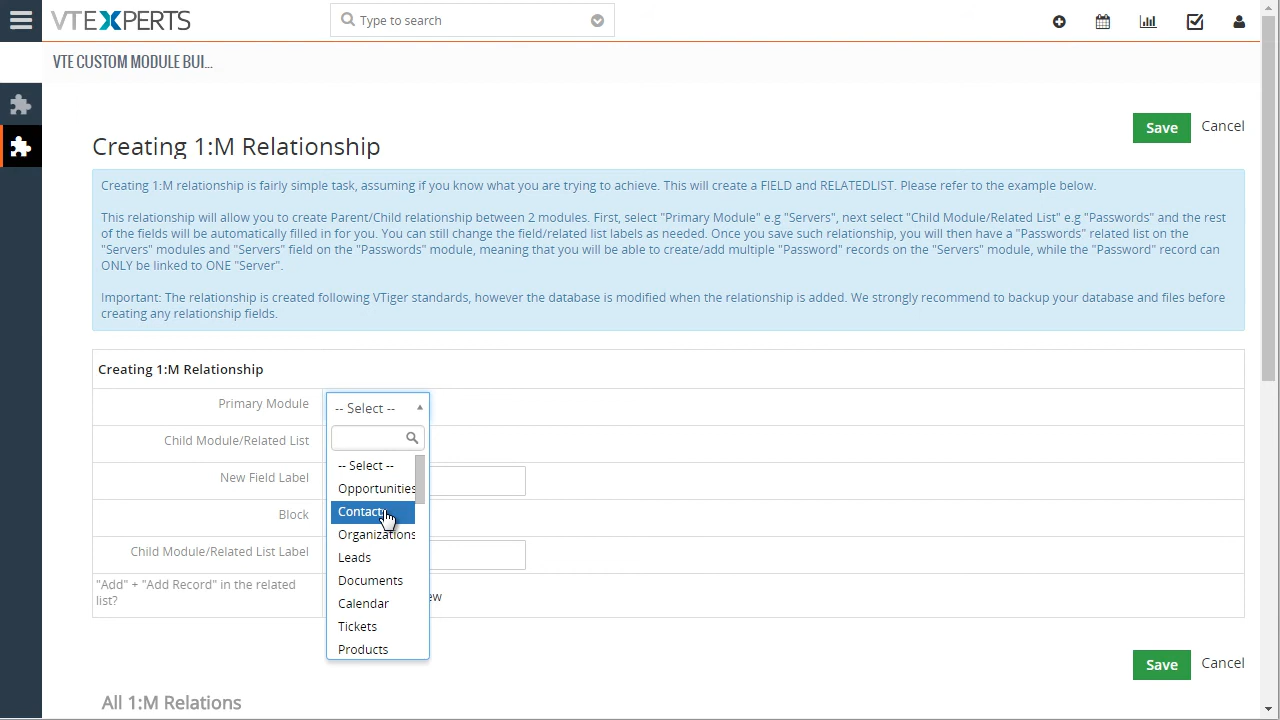 VTEXPERTS
Type to search
VTE CUSTOM MODULE BUI...
Creating 1:M Relationship
Save
Cancel
Creating 1:M relationship is fairly simple task, assuming if you know what you are trying to achieve. This will create a FIELD and RELATEDLIST. Please refer to the example below.
This relationship will allow you to create Parent/Child relationship between 2 modules. First, select "Primary Module" e.g "Servers", next select "Child Module/Related List" e.g "Passwords" and the rest
of the fields will be automatically filled in for you. You can still change the field/related list labels as needed. Once you save such relationship, you will then have a "Passwords" related list on the
"Servers" modules and "Servers" field on the "Passwords" module, meaning that you will be able to create/add multiple "Password" records on the "Servers" module, while the "Password" record can
ONLY be linked to ONE "Server".
Important: The relationship is created following VTiger standards, however the database is modified when the relationship is added. We strongly recommend to backup your database and files before
creating any relationship fields.
Creating 1:M Relationship
Primary Module
-- Select --
Child Module/Related List
-- Select --
New Field Label
Opportunities
Block
Contacts
Organizations
Child Module/Related List Label
Leads
"Add" + "Add Record" in the related
list?
Documents
ew
Calendar
Tickets
Products
Save
Cancel
All 1:M Relations